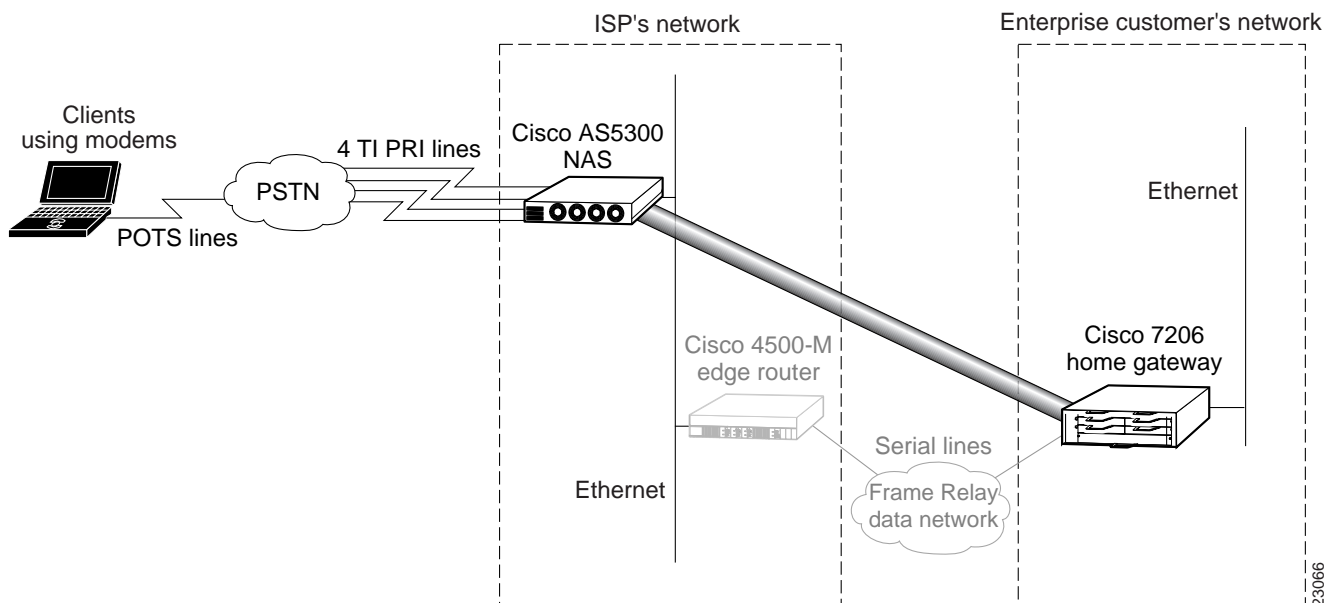 ISP's network
Enterprise customer's network
Clients
using modems
4 TI PRI lines
Cisco AS5300
NAS
PSTN
POTS lines
Ethernet
Cisco 4500-M
edge router
Cisco 7206
home gateway
Serial lines
Ethernet
Frame Relay
data network
23066